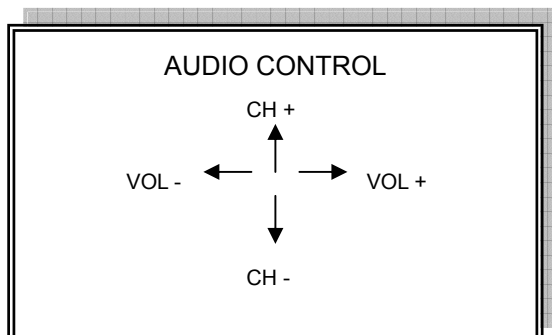 AUDIO CONTROL
CH +
VOL - VOL +
CH -